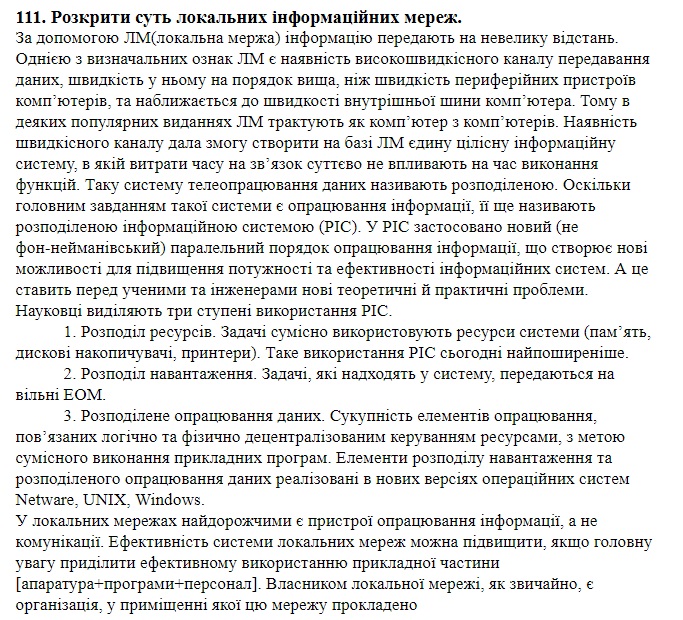 111. Розкрити суть локальних інформаційних мереж.
За допомогою ЛМ(локальна мержа) інформацію передають на невелику відстань.
Однією з визначальних ознак ЛМ є наявність високошвидкісного каналу передавання
даних, швидкість у ньому на порядок вища, ніж швидкість периферійних пристроїв
комп’ютерів, та наближається до швидкості внутрішньої шини комп’ютера. Тому в
деяких популярних виданнях ЛМ трактують як комп’ютер з комп’ютерів. Наявність
швидкісного каналу дала змогу створити на базі ЛМ єдину цілісну інформаційну
систему, в якій витрати часу на зв’язок суттєво не впливають на час виконання
функцій. Таку систему телеопрацювання даних називають розподіленою. Оскільки
головним завданням такої системи є опрацювання інформації, її ще називають
розподіленою інформаційною системою (РІС). У РІС застосовано новий (не
фон-нейманівський) паралельний порядок опрацювання інформації, що створює нові
можливості для підвищення потужності та ефективності інформаційних систем. А це
ставить перед ученими та інженерами нові теоретичні й практичні проблеми.
Науковці виділяють три ступені використання РІС.
1. Розподіл ресурсів. Задачі сумісно використовують ресурси системи (пам’ять,
дискові накопичувачі, принтери). Таке використання РІС сьогодні найпоширеніше.
2. Розподіл навантаження. Задачі, які надходять у систему, передаються на
вільні ЕОМ.
3. Розподілене опрацювання даних. Сукупність елементів опрацювання,
пов’язаних логічно та фізично децентралізованим керуванням ресурсами, з метою
сумісного виконання прикладних програм. Елементи розподілу навантаження та
розподіленого опрацювання даних реалізовані в нових версіях операційних систем
Netware, UNIX, Windows.
У локальних мережах найдорожчими є пристрої опрацювання інформації, а не
комунікації. Ефективність системи локальних мереж можна підвищити, якщо головну
увагу приділити ефективному використанню прикладної частини
[апаратура+програми+персонал]. Власником локальної мережі, як звичайно, є
організація, у приміщенні якої цю мережу прокладено